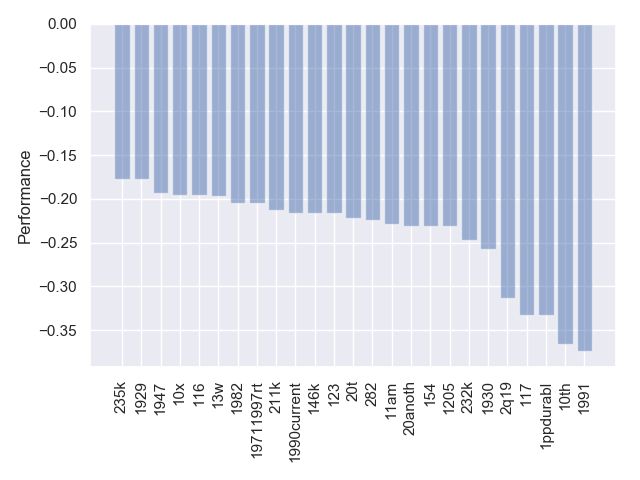 0.00
−0.05
−0.10
−0.15
−0.20
−0.25
−0.30
−0.35
Performance
235k
1929
1947
10x
116
13w
1982
19711997rt
211k
1990current
146k
123
20t
282
11am
20anoth
154
1205
232k
1930
2q19
117
1ppdurabl
10th
1991